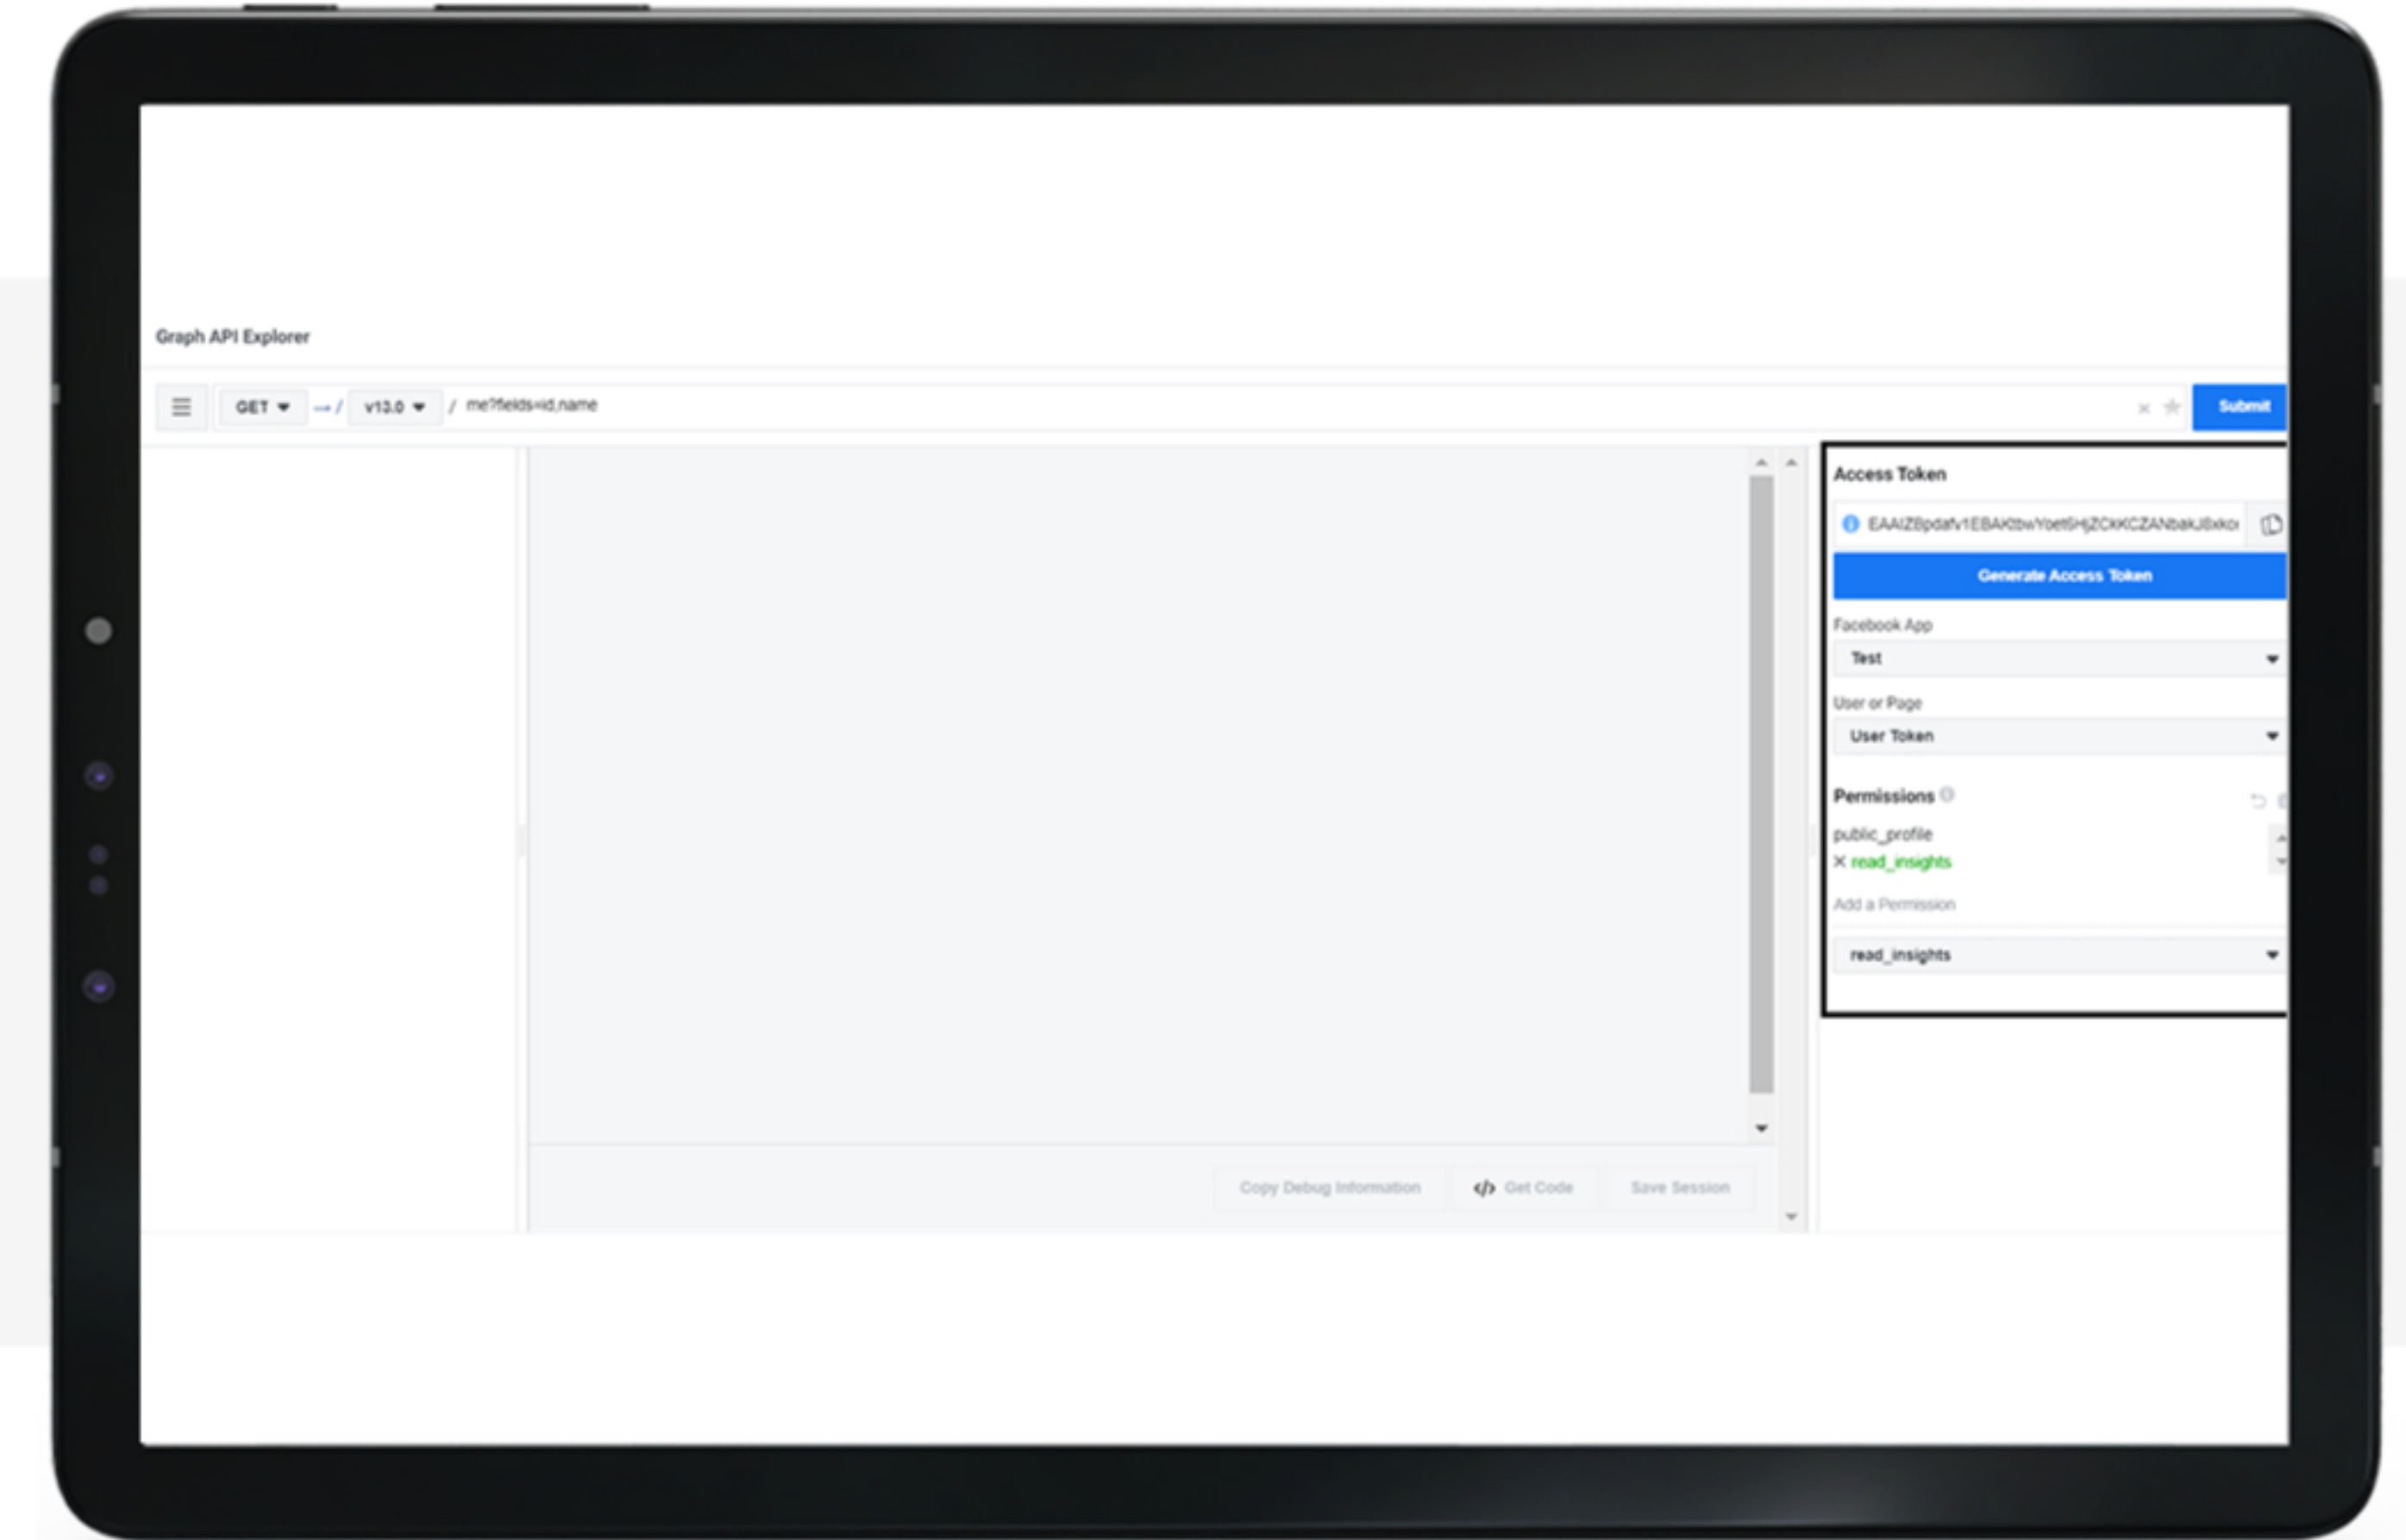 Graph API Explorer
GET → / v13.0 / me?fields=id,name × ★ Submit
Access Token
Generate Access Token
Facebook App
Test
User or Page
User Token
Permissions
public_profile
× read_insights
Add a Permission
read_insights
Copy Debug Information </> Get Code Save Session